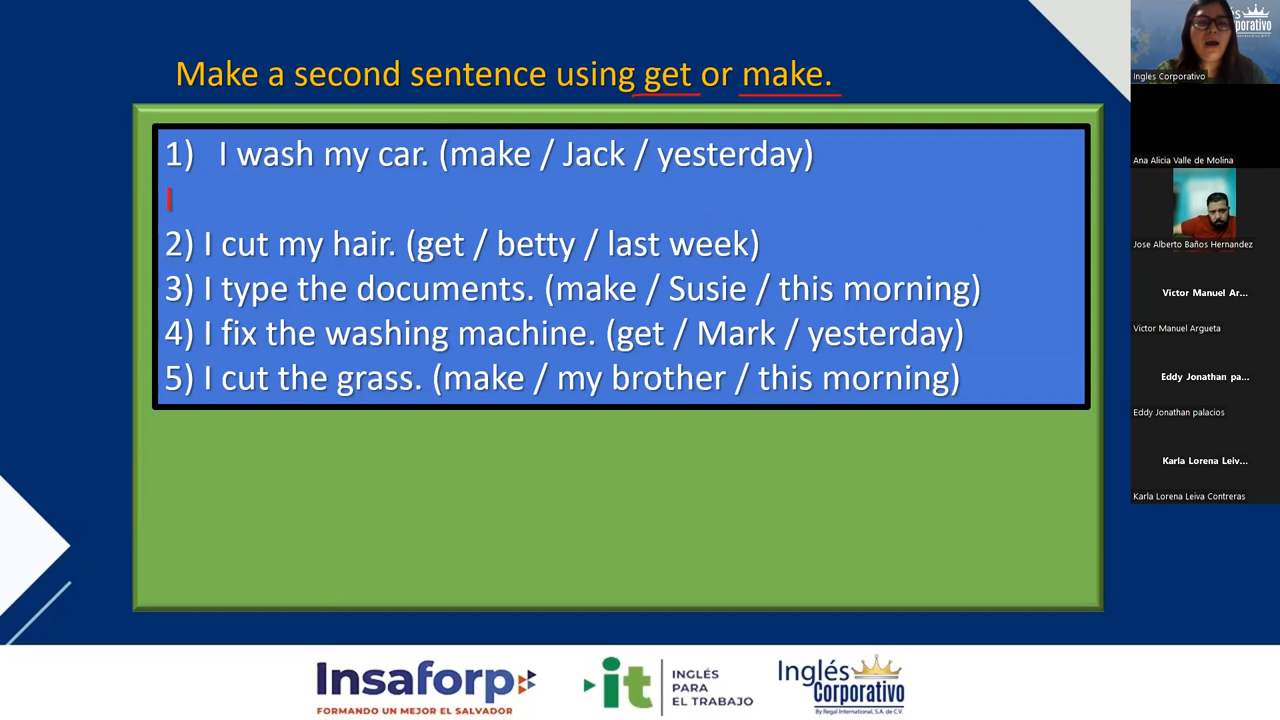 Make a second sentence using get or make.
1) I wash my car. (make / Jack / yesterday)
I
2) I cut my hair. (get / betty / last week)
3) I type the documents. (make / Susie / this morning)
4) I fix the washing machine. (get / Mark / yesterday)
5) I cut the grass. (make / my brother / this morning)
Insaforp
FORMANDO UN MEJOR EL SALVADOR
it
INGLÉS
PARA
EL TRABAJO
Inglés
Corporativo
By Regal International, S.A. de C.V.
Ingles Corporativo
Ana Alicia Valle de Molina
Jose Alberto Baños Hernandez
Victor Manuel Ar...
Victor Manuel Argueta
Eddy Jonathan pa...
Eddy Jonathan palacios
Karla Lorena Leiv...
Karla Lorena Leiva Contreras